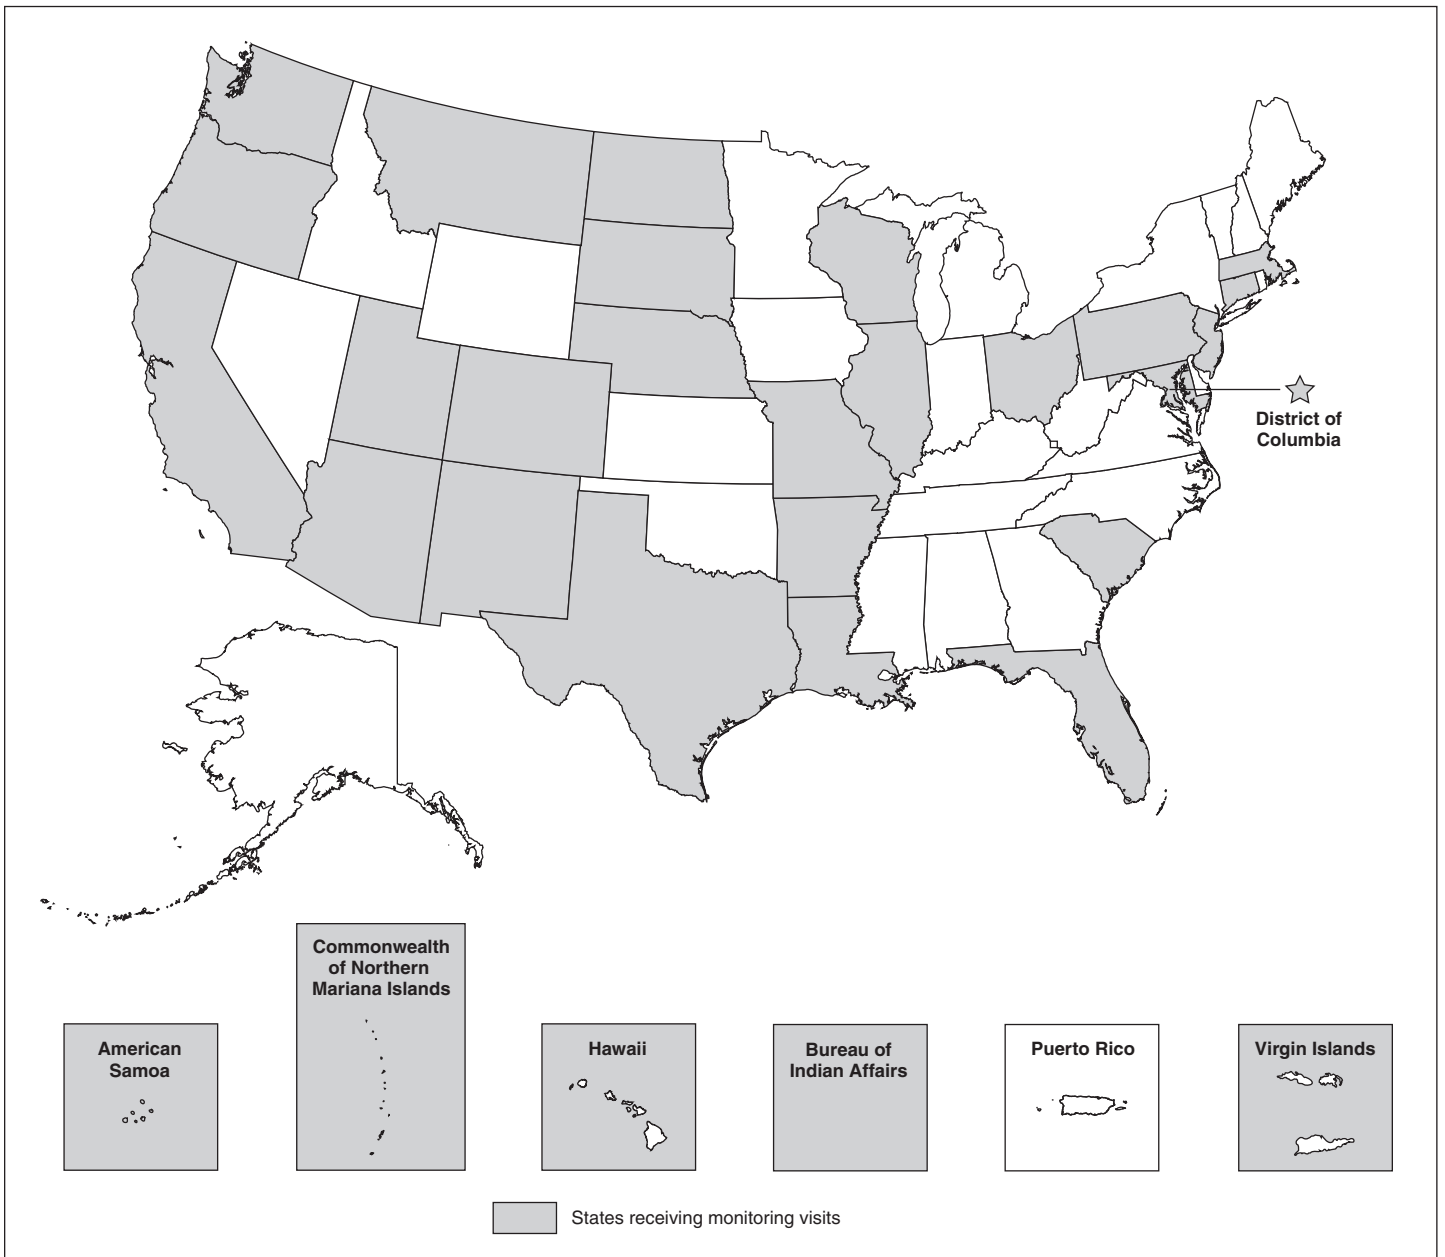 District of
Columbia
Commonwealth
of Northern
Mariana Islands
American
Samoa
Hawaii
Bureau of
Indian Affairs
Puerto Rico
Virgin Islands
States receiving monitoring visits